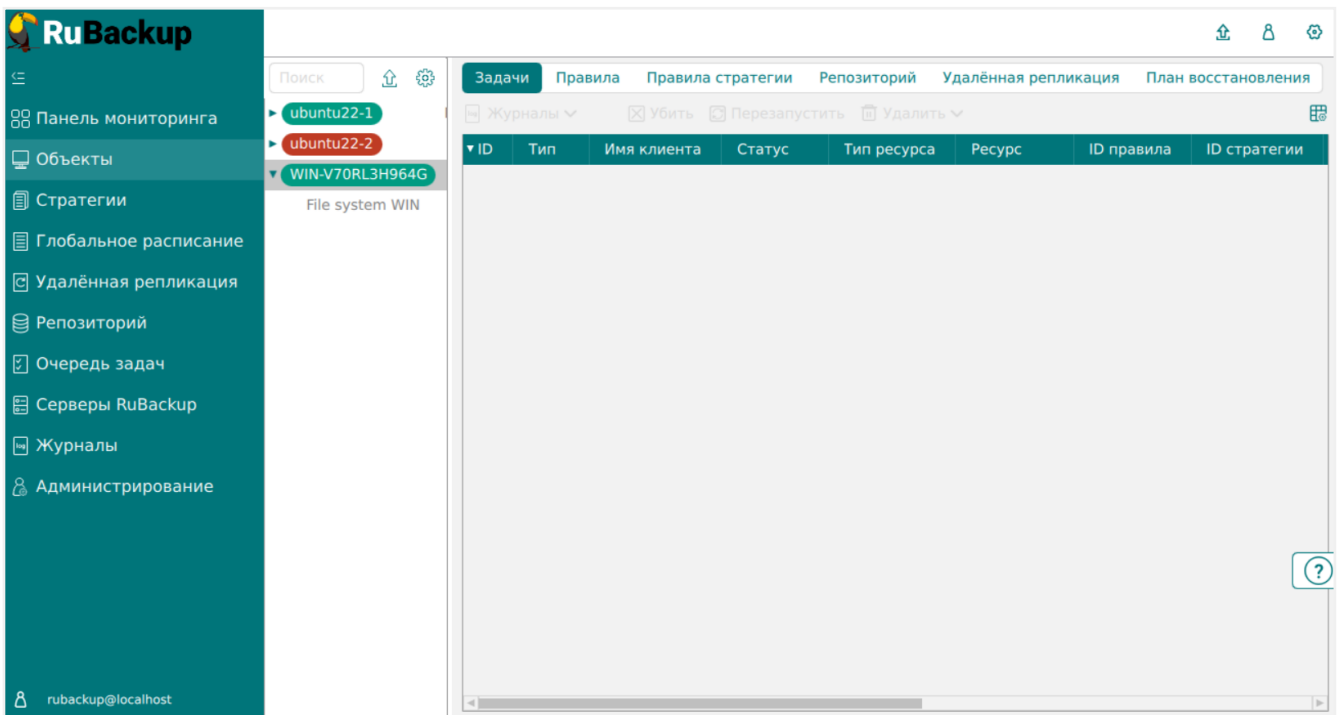 RuBackup
Панель мониторинга
Объекты
Стратегии
Глобальное расписание
Удалённая репликация
Репозиторий
Очередь задач
Серверы RuBackup
log Журналы
Администрирование
rubackup@localhost
Поиск
ubuntu22-1
ubuntu22-2
WIN-V70RL3H964G
File system WIN
Задачи Правила Правила стратегии Репозиторий Удалённая репликация План восстановления
Журналы Убить Перезапустить Удалить
ID Тип Имя клиента Статус Тип ресурса Ресурс ID правила ID стратегии
?